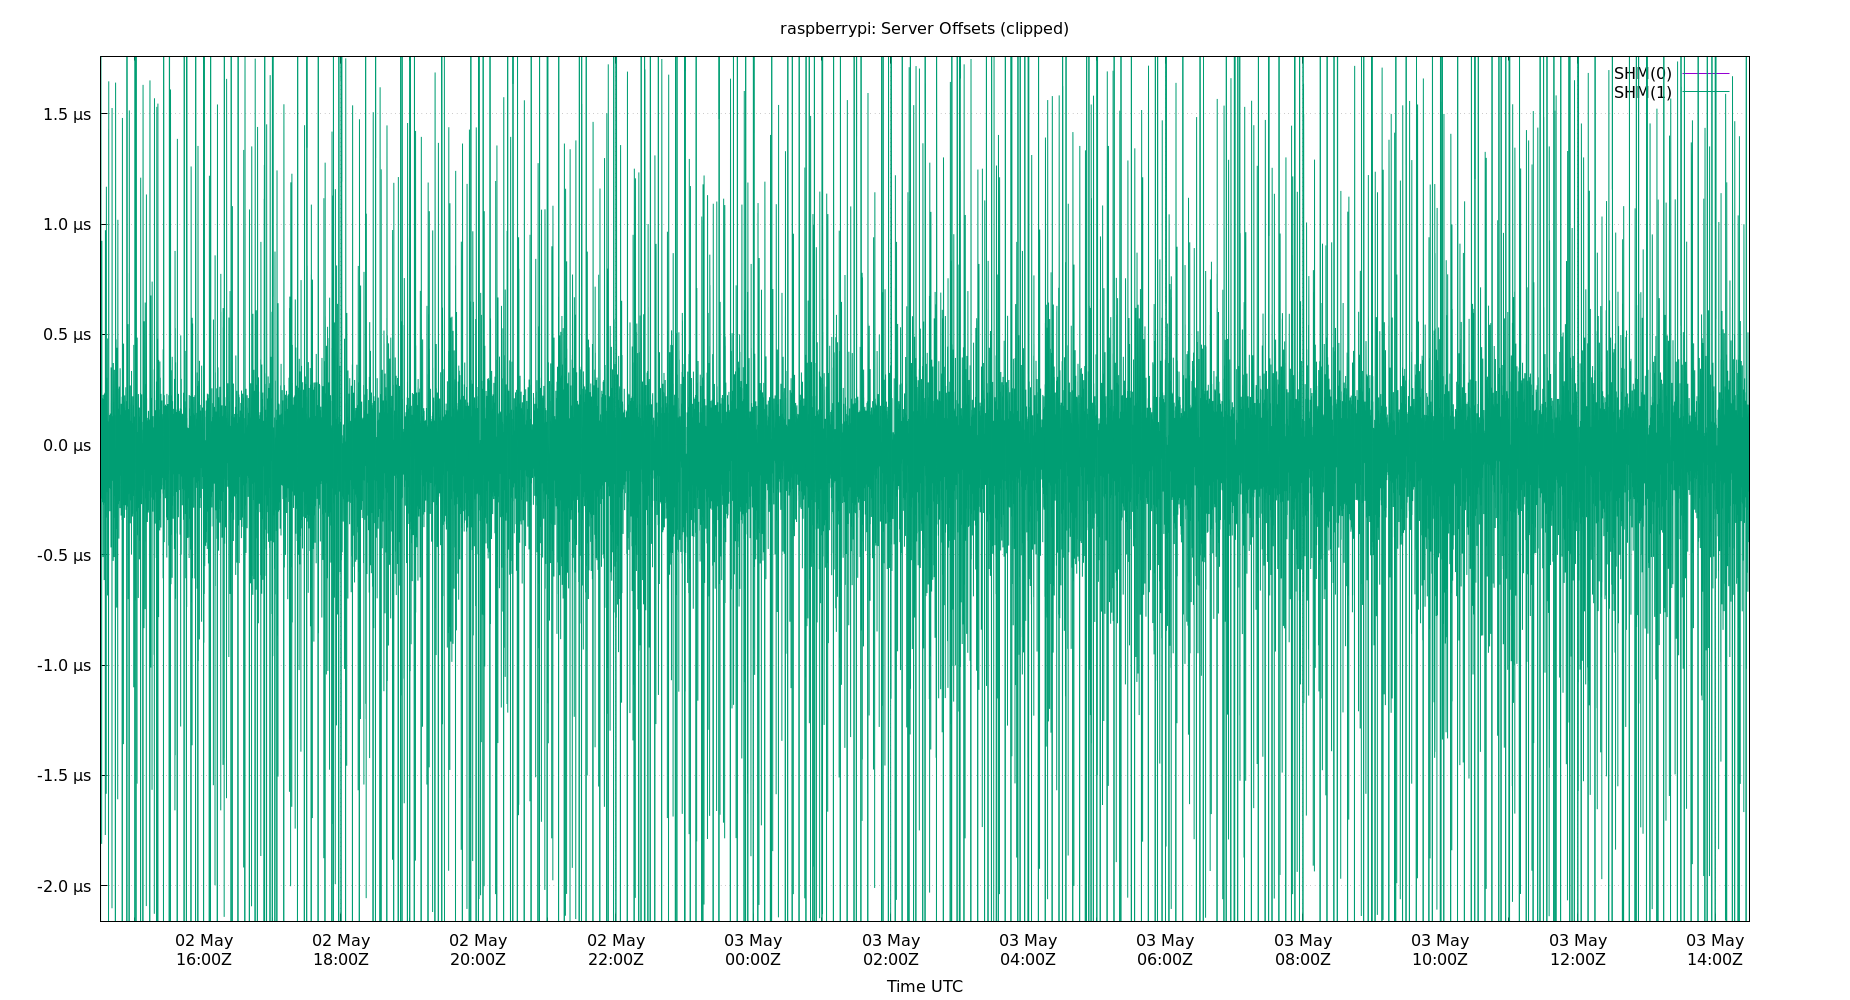 raspberrypi: Server Offsets (clipped)
SHM(0)
SHM(1)
1.5 µs
1.0 µs
0.5 µs
0.0 µs
-0.5 µs
-1.0 µs
-1.5 µs
-2.0 µs
02 May 02 May 02 May 02 May 03 May 03 May 03 May 03 May 03 May 03 May 03 May 03 May
16:00Z 18:00Z 20:00Z 22:00Z 00:00Z 02:00Z 04:00Z 06:00Z 08:00Z 10:00Z 12:00Z 14:00Z
Time UTC